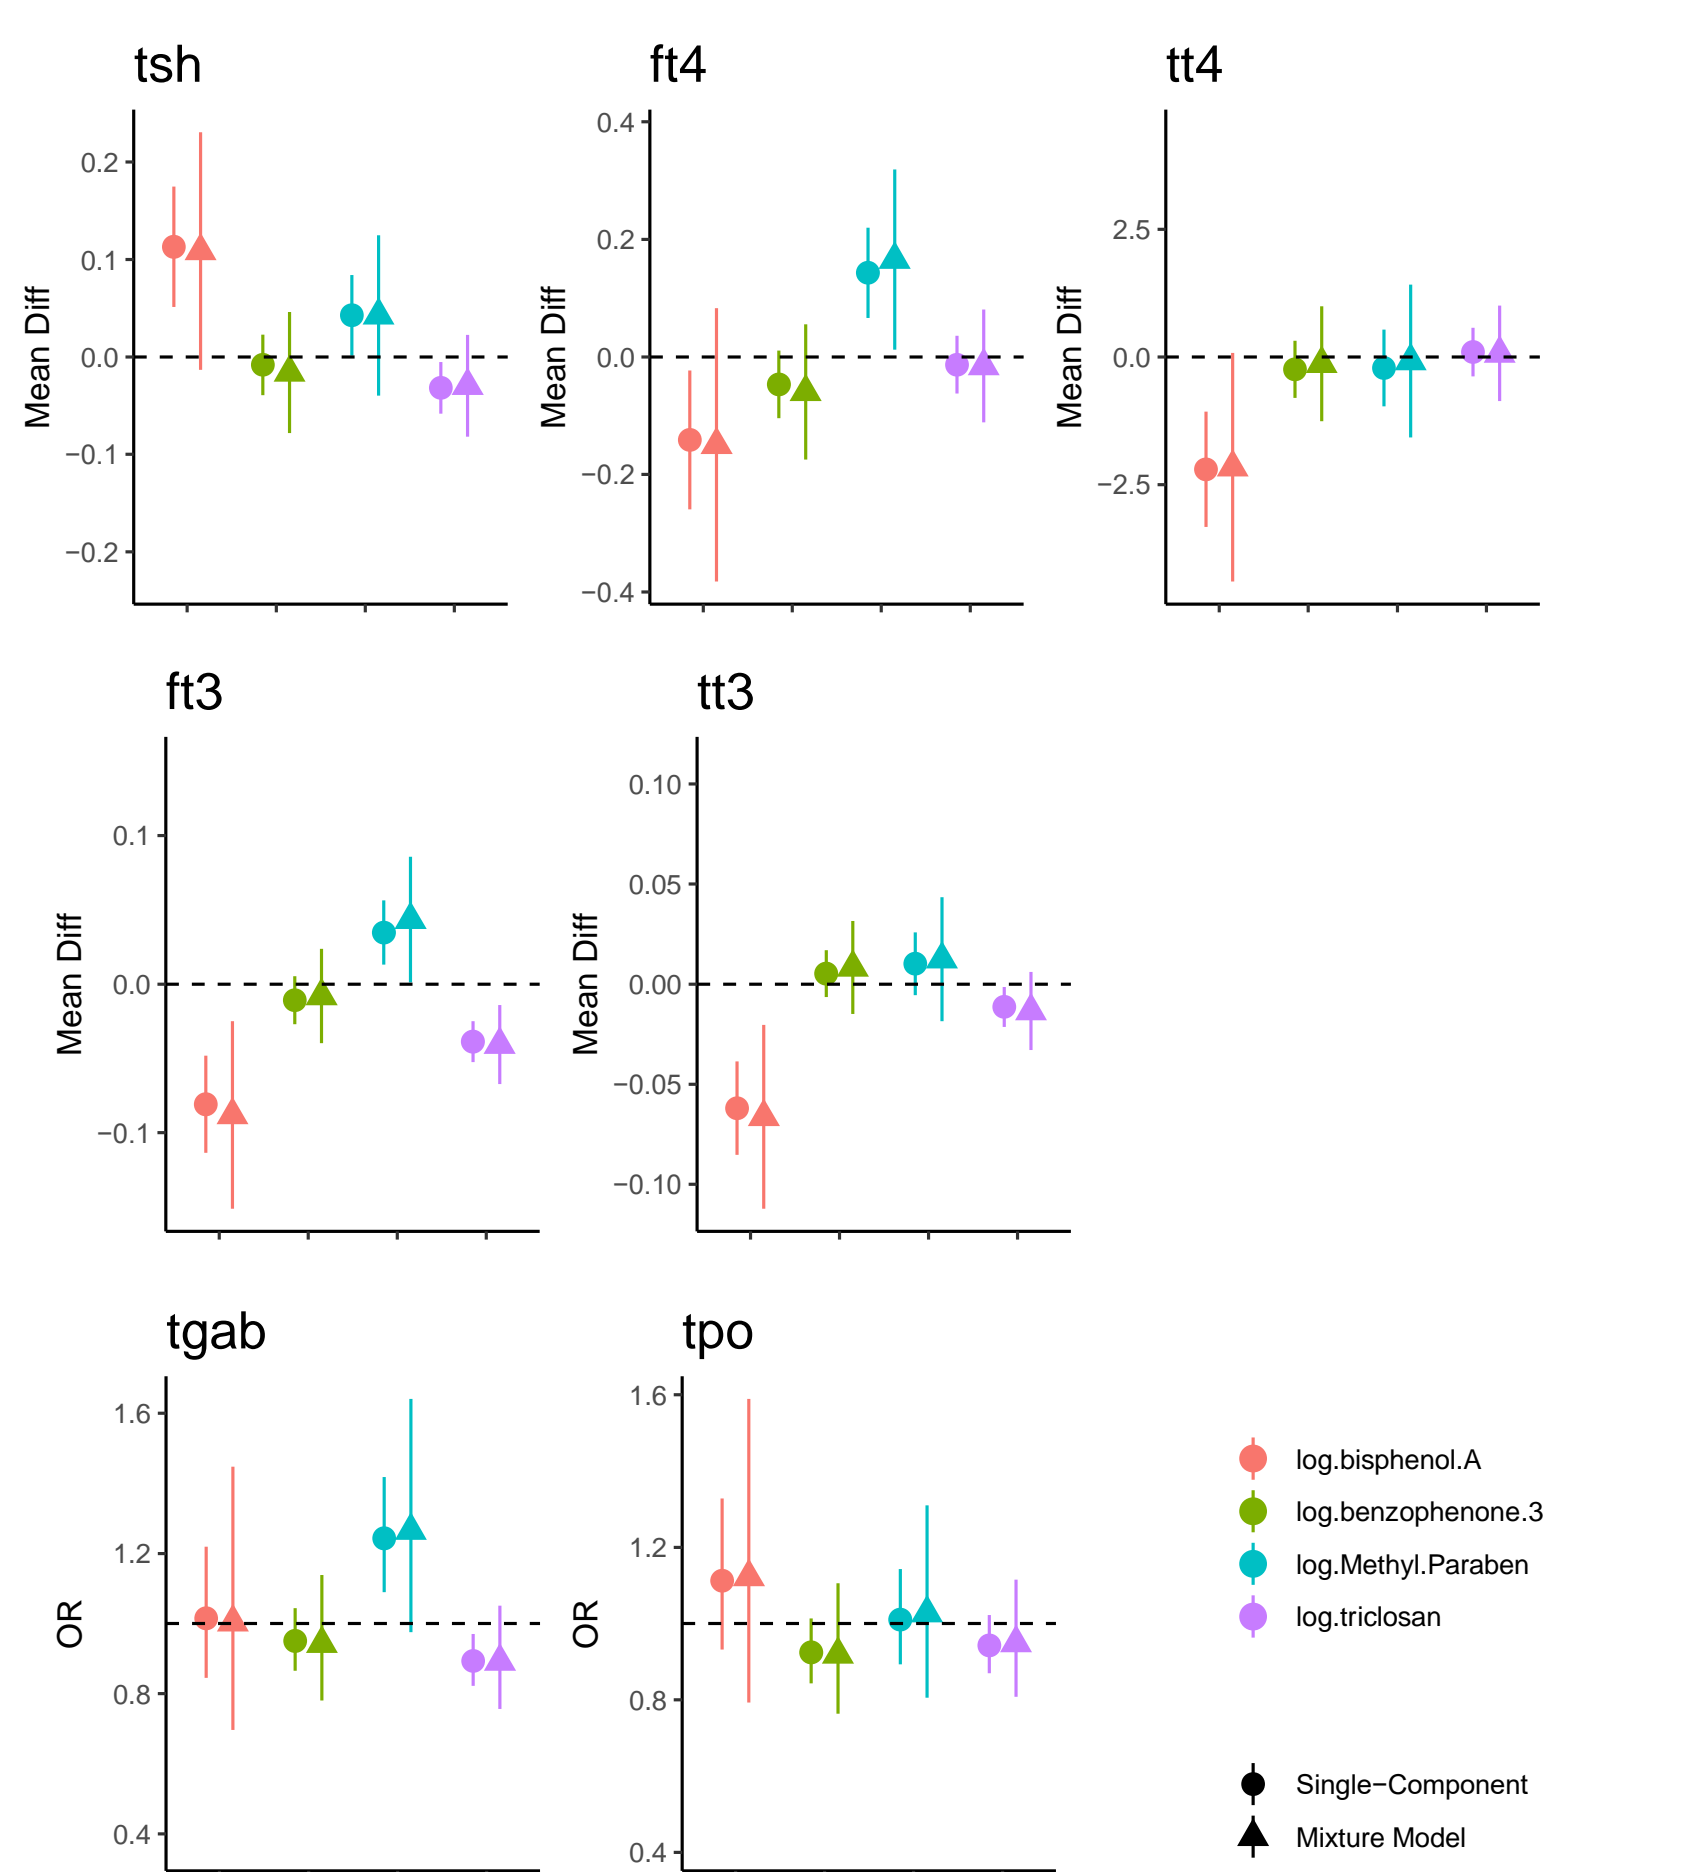 tsh
ft4
tt4
Mean Diff
0.2
0.1
0.0
−0.1
−0.2
Mean Diff
0.4
0.2
0.0
−0.2
−0.4
Mean Diff
2.5
0.0
−2.5
ft3
tt3
Mean Diff
0.1
0.0
−0.1
Mean Diff
0.10
0.05
0.00
−0.05
−0.10
tgab
tpo
OR
1.6
1.2
0.8
0.4
OR
1.6
1.2
0.8
0.4
log.bisphenol.A
log.benzophenone.3
log.Methyl.Paraben
log.triclosan
Single−Component
Mixture Model